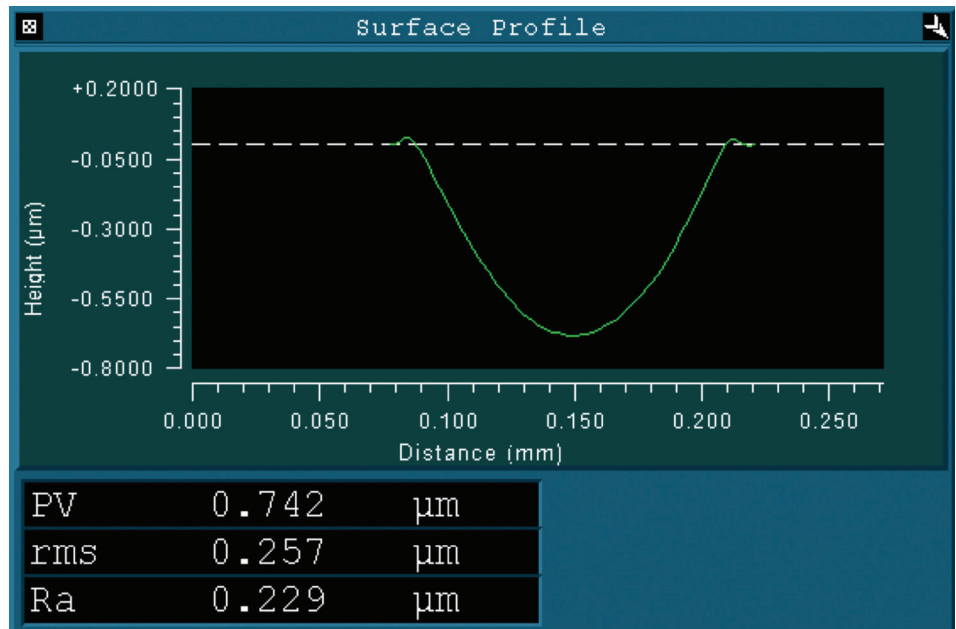 Surface Profile
+0.2000
-0.0500
-0.3000
-0.5500
-0.8000
Height (µm)
0.000 0.050 0.100 0.150 0.200 0.250
Distance (mm)
PV 0.742 µm
rms 0.257 µm
Ra 0.229 µm